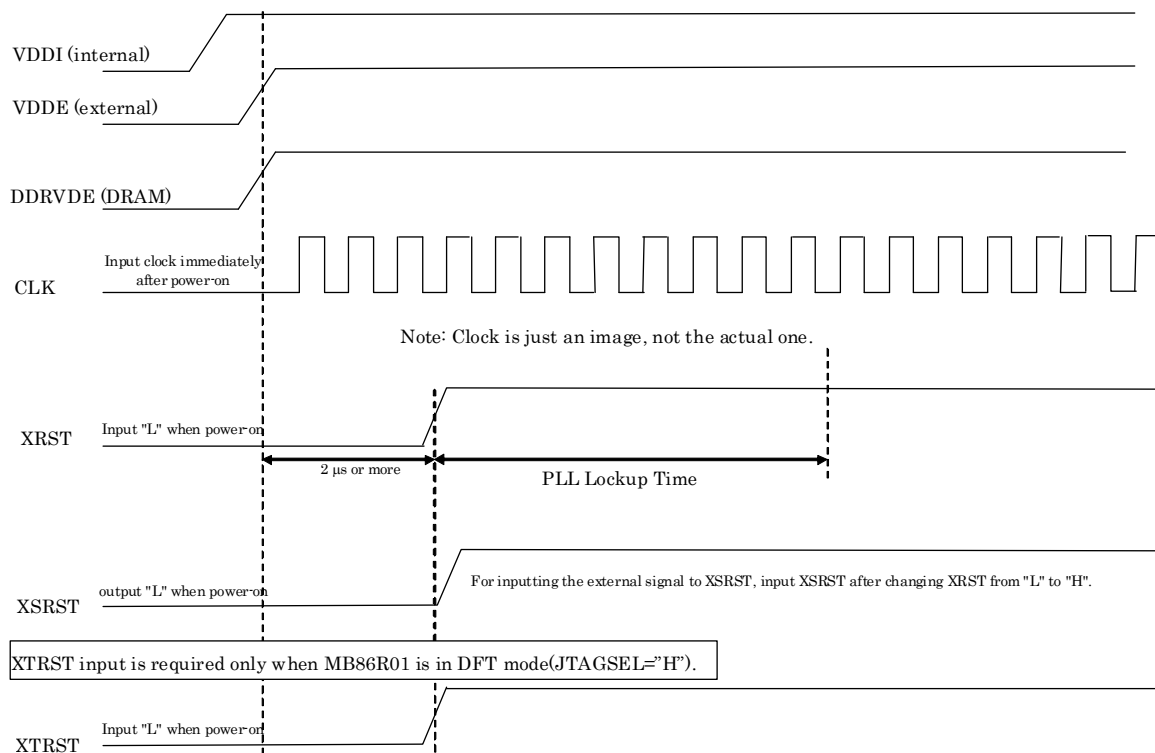 VDDI (internal)
VDDE (external)
DDRVDE (DRAM)
Input clock immediately
after power-on
CLK
Note: Clock is just an image, not the actual one.
Input "L" when power-on
XRST
2 μs or more
PLL Lockup Time
output "L" when power-on
For inputting the external signal to XSRST, input XSRST after changing XRST from "L" to "H".
XSRST
XTRST input is required only when MB86R01 is in DFT mode(JTAGSEL=”H”).
Input "L" when power-on
XTRST